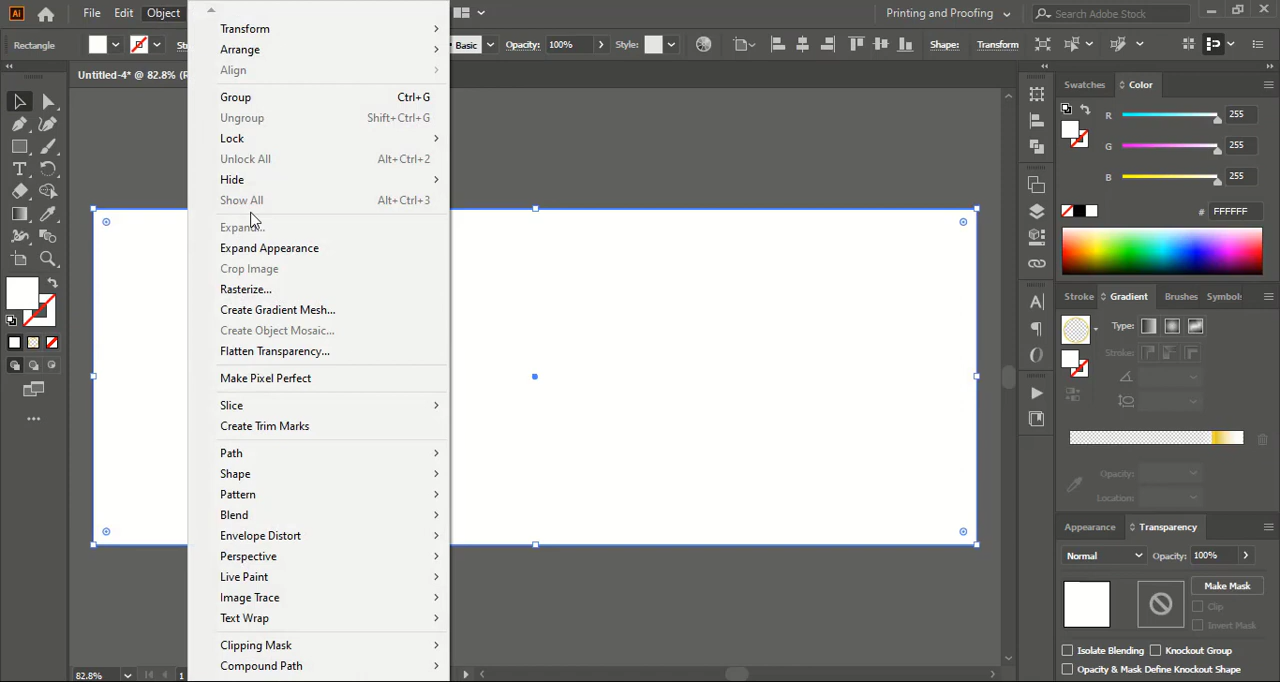 Ai File Edit Object Printing and Proofing Search Adobe Stock
Rectangle Basic Opacity: 100% Style: Shape: Transform
Untitled-4* @ 82.8% (R
Transform
Arrange
Align
Group Ctrl+G
Ungroup Shift+Ctrl+G
Lock
Unlock All Alt+Ctrl+2
Hide
Show All Alt+Ctrl+3
Expand...
Expand Appearance
Crop Image
Rasterize...
Create Gradient Mesh...
Create Object Mosaic...
Flatten Transparency...
Make Pixel Perfect
Slice
Create Trim Marks
Path
Shape
Pattern
Blend
Envelope Distort
Perspective
Live Paint
Image Trace
Text Wrap
Clipping Mask
Compound Path
82.8% 1
Swatches Color
R 255
G 255
B 255
# FFFFFF
Stroke Gradient Brushes Symbols
Type:
Stroke:
Opacity:
Location:
Appearance Transparency
Normal Opacity: 100%
Make Mask
Clip
Invert Mask
Isolate Blending Knockout Group
Opacity & Mask Define Knockout Shape